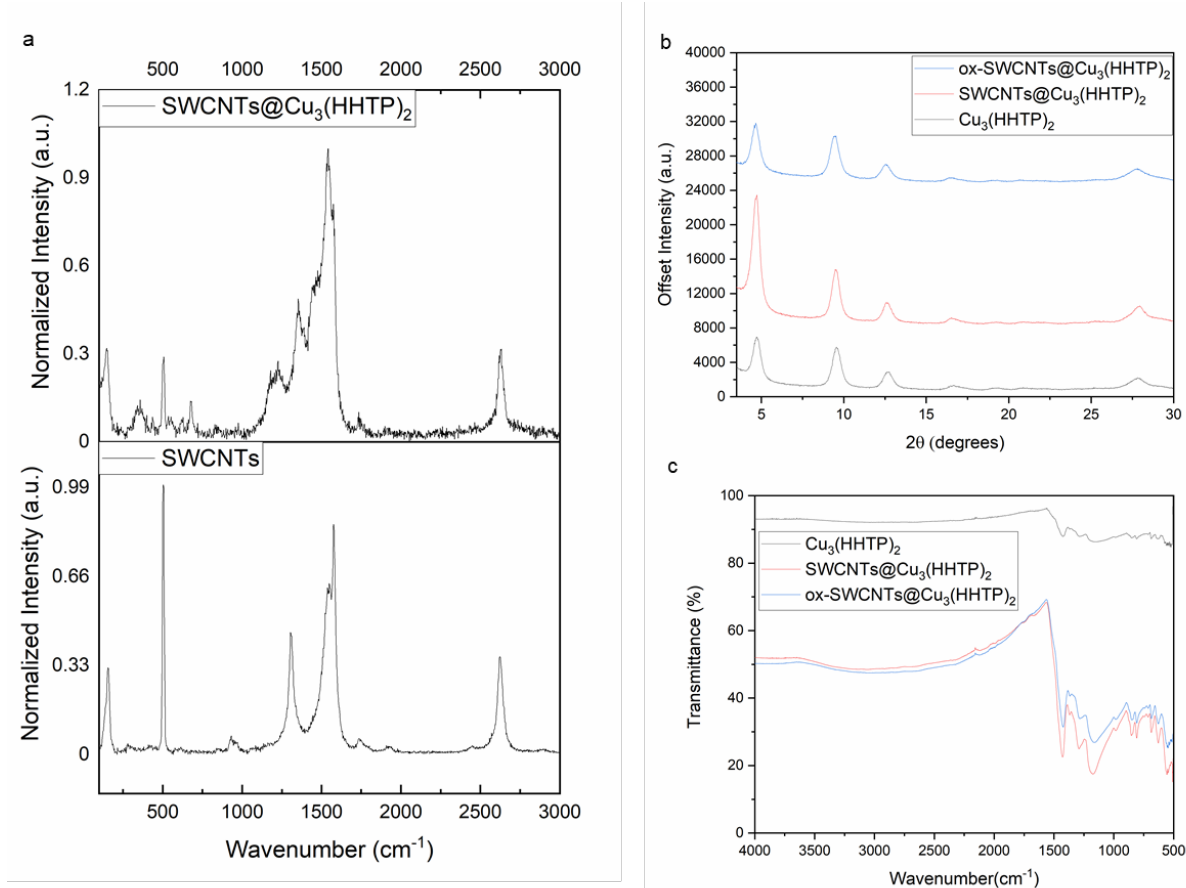 a
500 1000 1500 2000 2500 3000
1.2
SWCNTs@Cu₃(HHTP)₂
0.9
0.6
0.3
0
Normalized Intensity (a.u.)
SWCNTs
0.99
0.66
0.33
0
Normalized Intensity (a.u.)
500 1000 1500 2000 2500 3000
Wavenumber (cm⁻¹)
b
40000
36000
32000
28000
24000
20000
16000
12000
8000
4000
0
Offset Intensity (a.u.)
ox-SWCNTs@Cu₃(HHTP)₂
SWCNTs@Cu₃(HHTP)₂
Cu₃(HHTP)₂
5 10 15 20 25 30
2θ (degrees)
c
100
80
60
40
20
0
Transmittance (%)
Cu₃(HHTP)₂
SWCNTs@Cu₃(HHTP)₂
ox-SWCNTs@Cu₃(HHTP)₂
4000 3500 3000 2500 2000 1500 1000 500
Wavenumber(cm⁻¹)